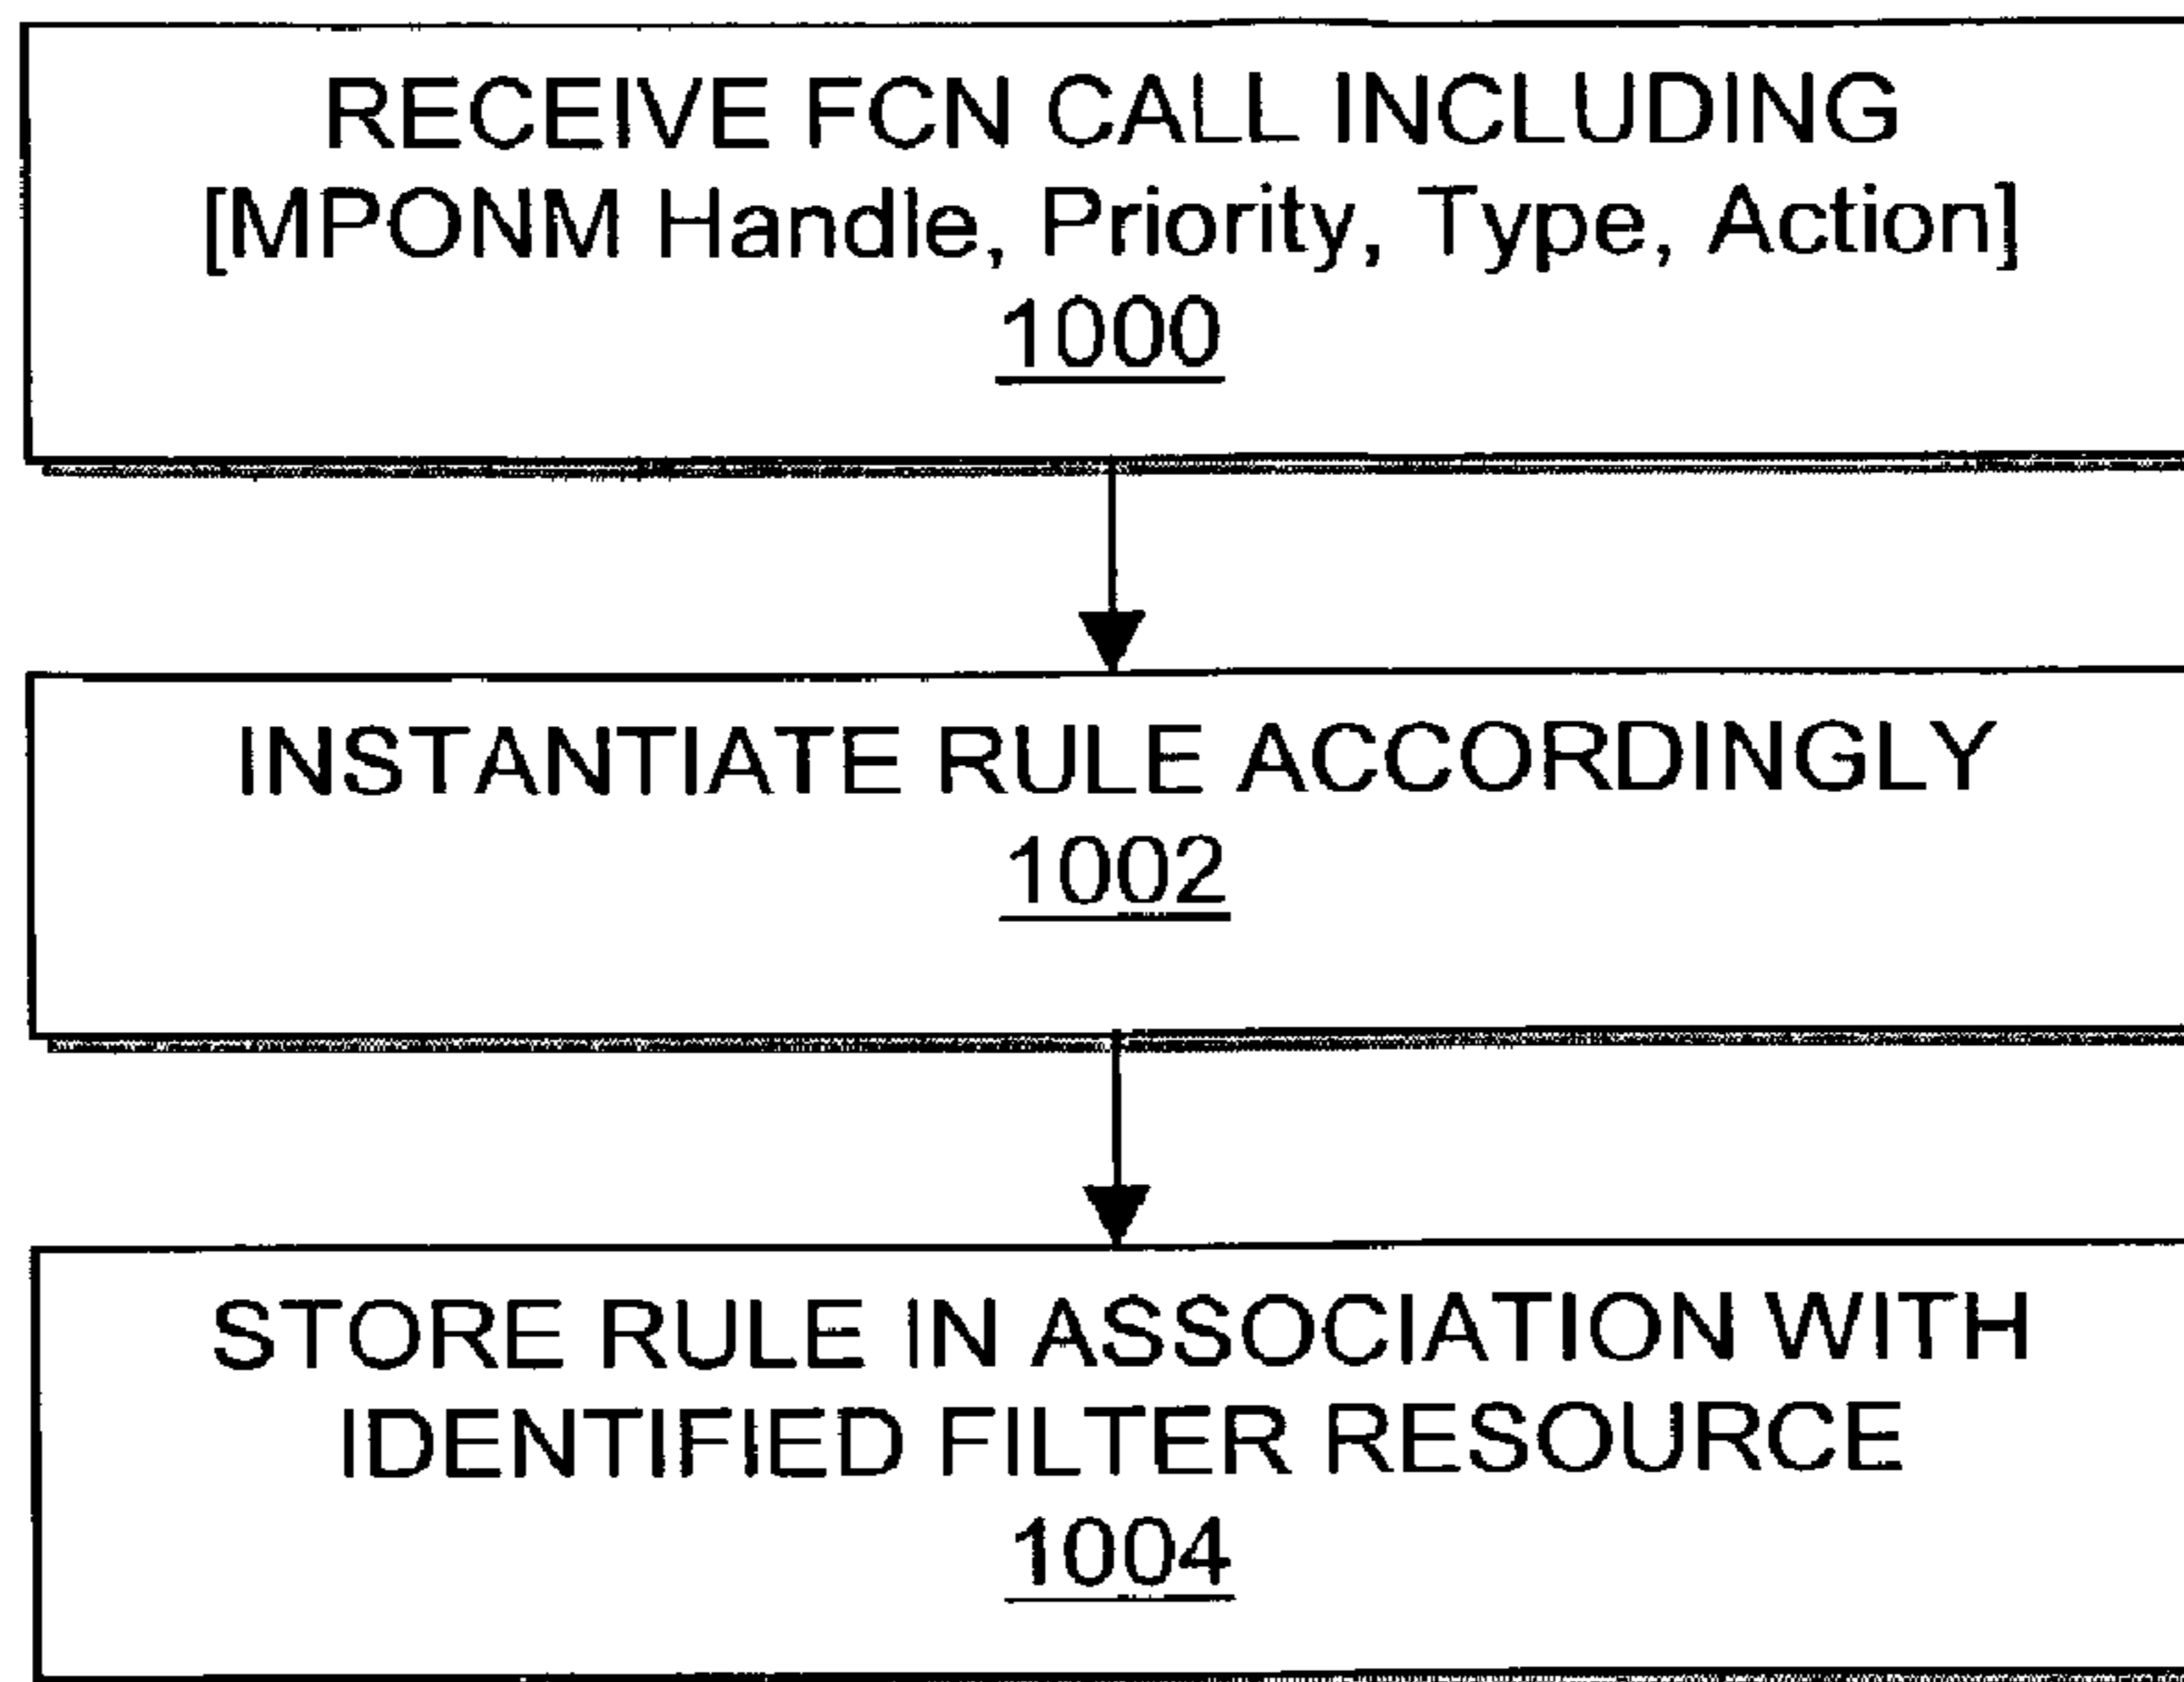 RECEIVE FCN CALL INCLUDING
[MPONM Handle, Priority, Type, Action]
1000
INSTANTIATE RULE ACCORDINGLY
1002
STORE RULE IN ASSOCIATION WITH
IDENTIFIED FILTER RESOURCE
1004